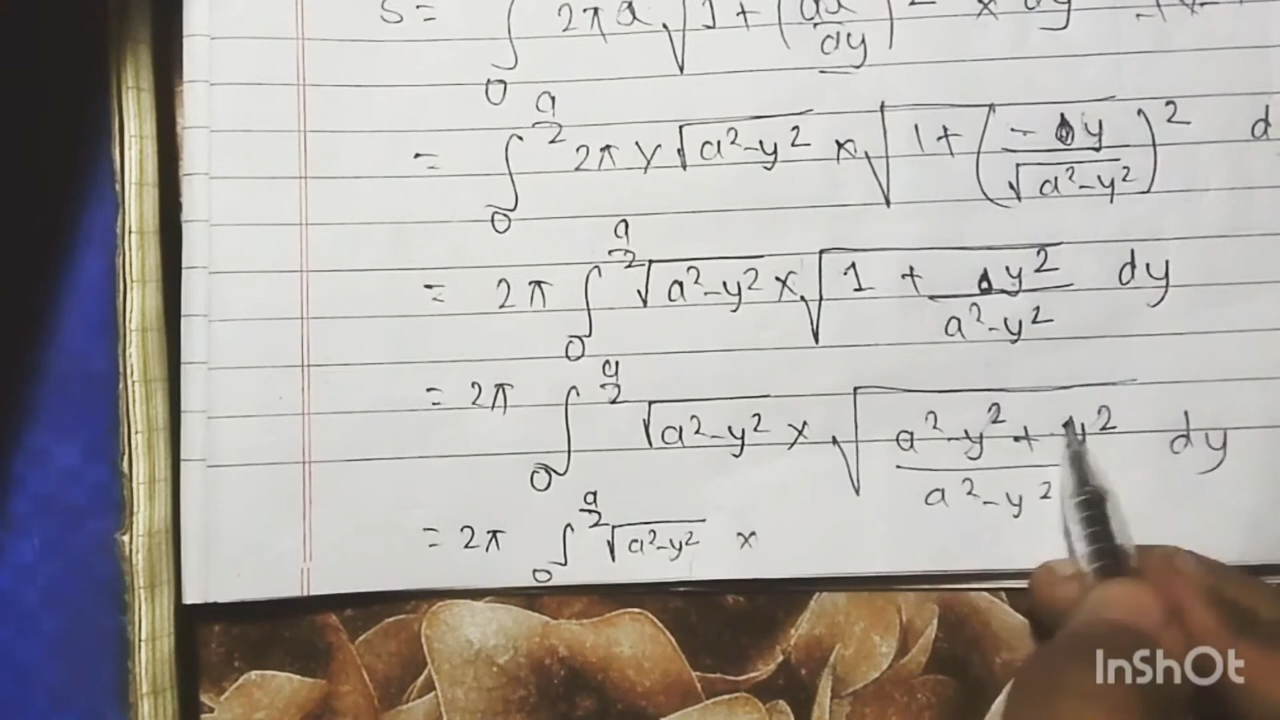 S = ∫₀ 2πx √1 + (dx/dy)² × dy
= ∫₀^(a/2) 2π × √a²-y² × √1 + (-y/√a²-y²)² d
= 2π ∫₀^(a/2) √a²-y² × √1 + y²/a²-y² dy
= 2π ∫₀^(a/2) √a²-y² × √a²-y²+y²/a²-y² dy
= 2π ∫₀^(a/2) √a²-y² ×
InShOt